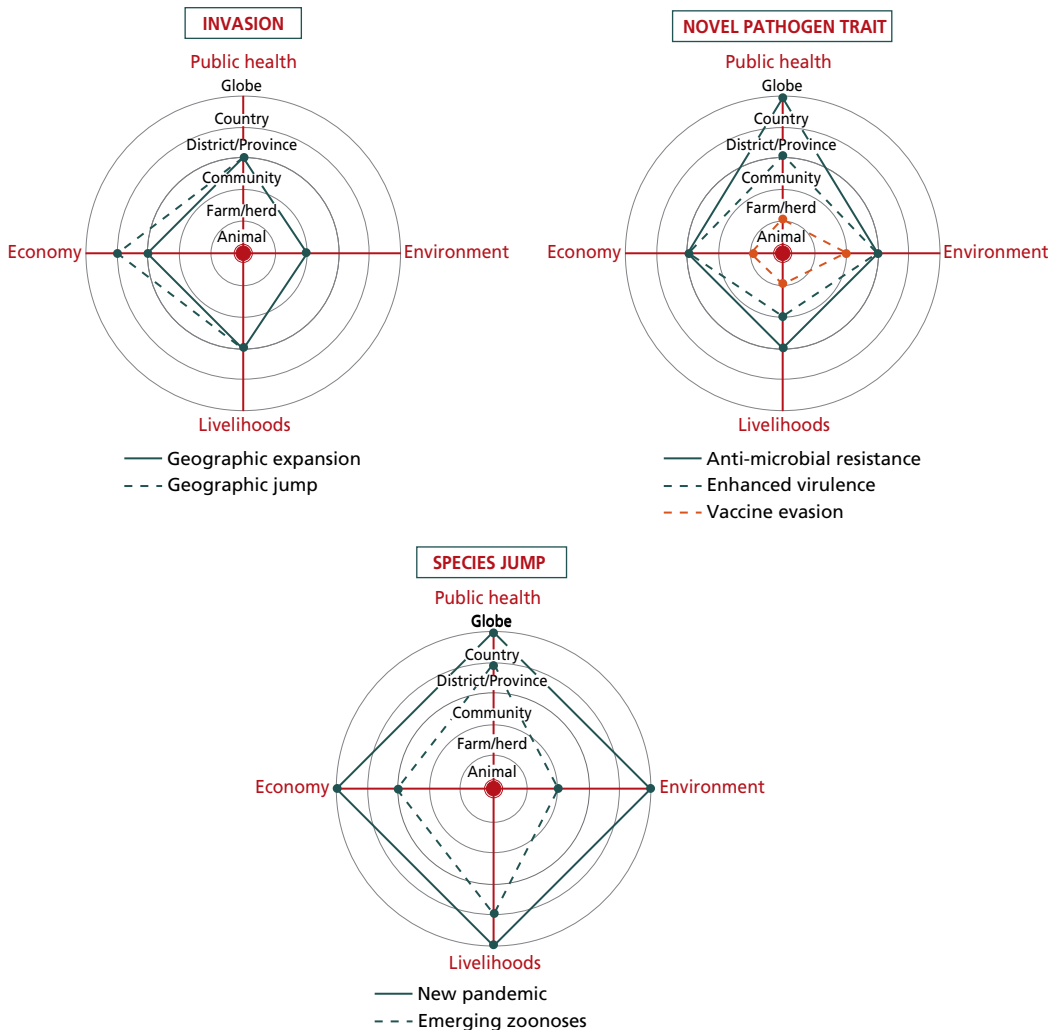 INVASION
Public health
Globe
Country
District/Province
Community
Farm/herd
Animal
Economy
Environment
Livelihoods
Geographic expansion
Geographic jump
NOVEL PATHOGEN TRAIT
Public health
Globe
Country
District/Province
Community
Farm/herd
Animal
Economy
Environment
Livelihoods
Anti-microbial resistance
Enhanced virulence
Vaccine evasion
SPECIES JUMP
Public health
Globe
Country
District/Province
Community
Farm/herd
Animal
Economy
Environment
Livelihoods
New pandemic
Emerging zoonoses